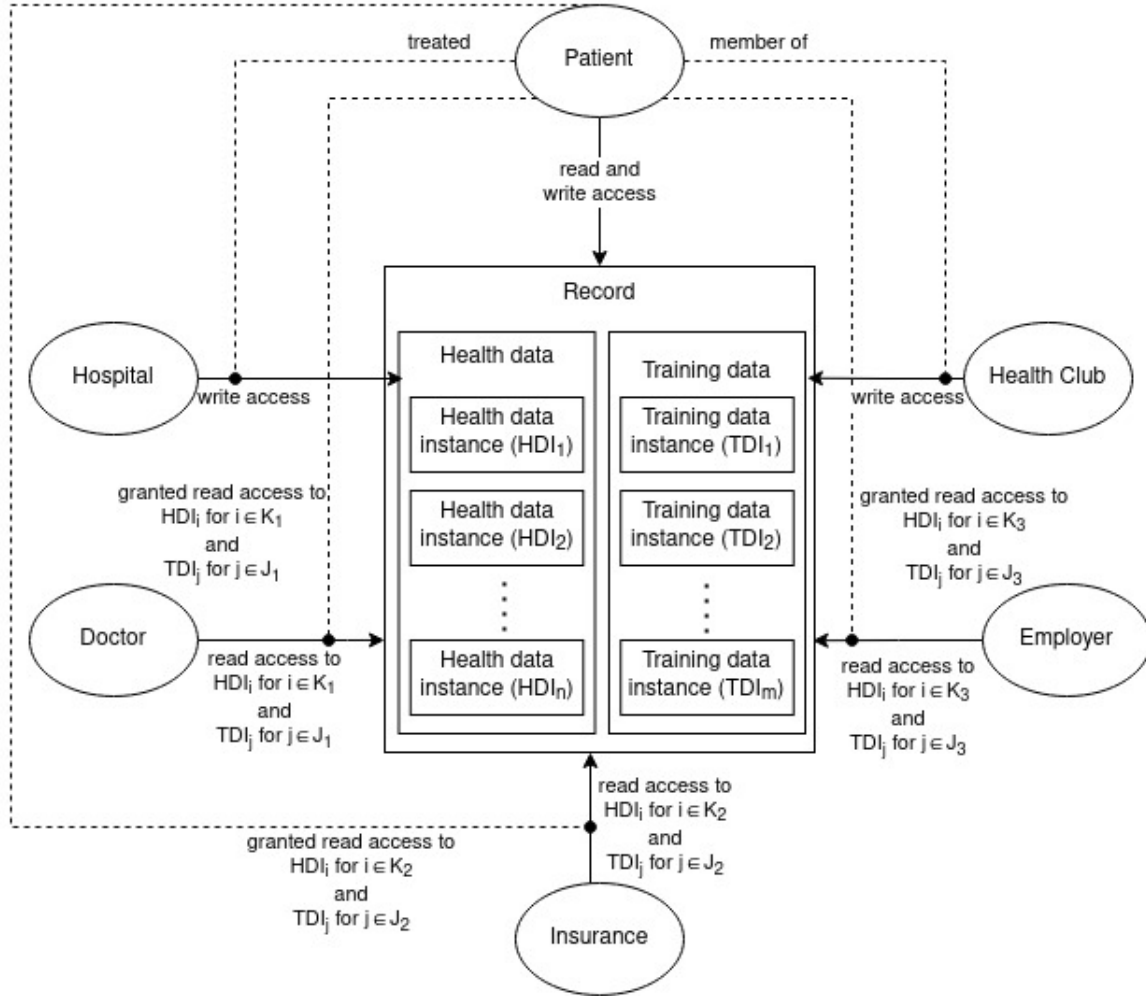 treated
Patient
member of
read and
write access
Record
Hospital
write access
Health data
Health data
instance (HDI₁)
Health data
instance (HDI₂)
Health data
instance (HDIₙ)
Training data
Training data
instance (TDI₁)
Training data
instance (TDI₂)
Training data
instance (TDIₘ)
Health Club
write access
granted read access to
HDIᵢ for i∈K₁
and
TDIⱼ for j∈J₁
Doctor
read access to
HDIᵢ for i∈K₁
and
TDIⱼ for j∈J₁
granted read access to
HDIᵢ for i∈K₃
and
TDIⱼ for j∈J₃
Employer
read access to
HDIᵢ for i∈K₃
and
TDIⱼ for j∈J₃
read access to
HDIᵢ for i∈K₂
and
TDIⱼ for j∈J₂
granted read access to
HDIᵢ for i∈K₂
and
TDIⱼ for j∈J₂
Insurance